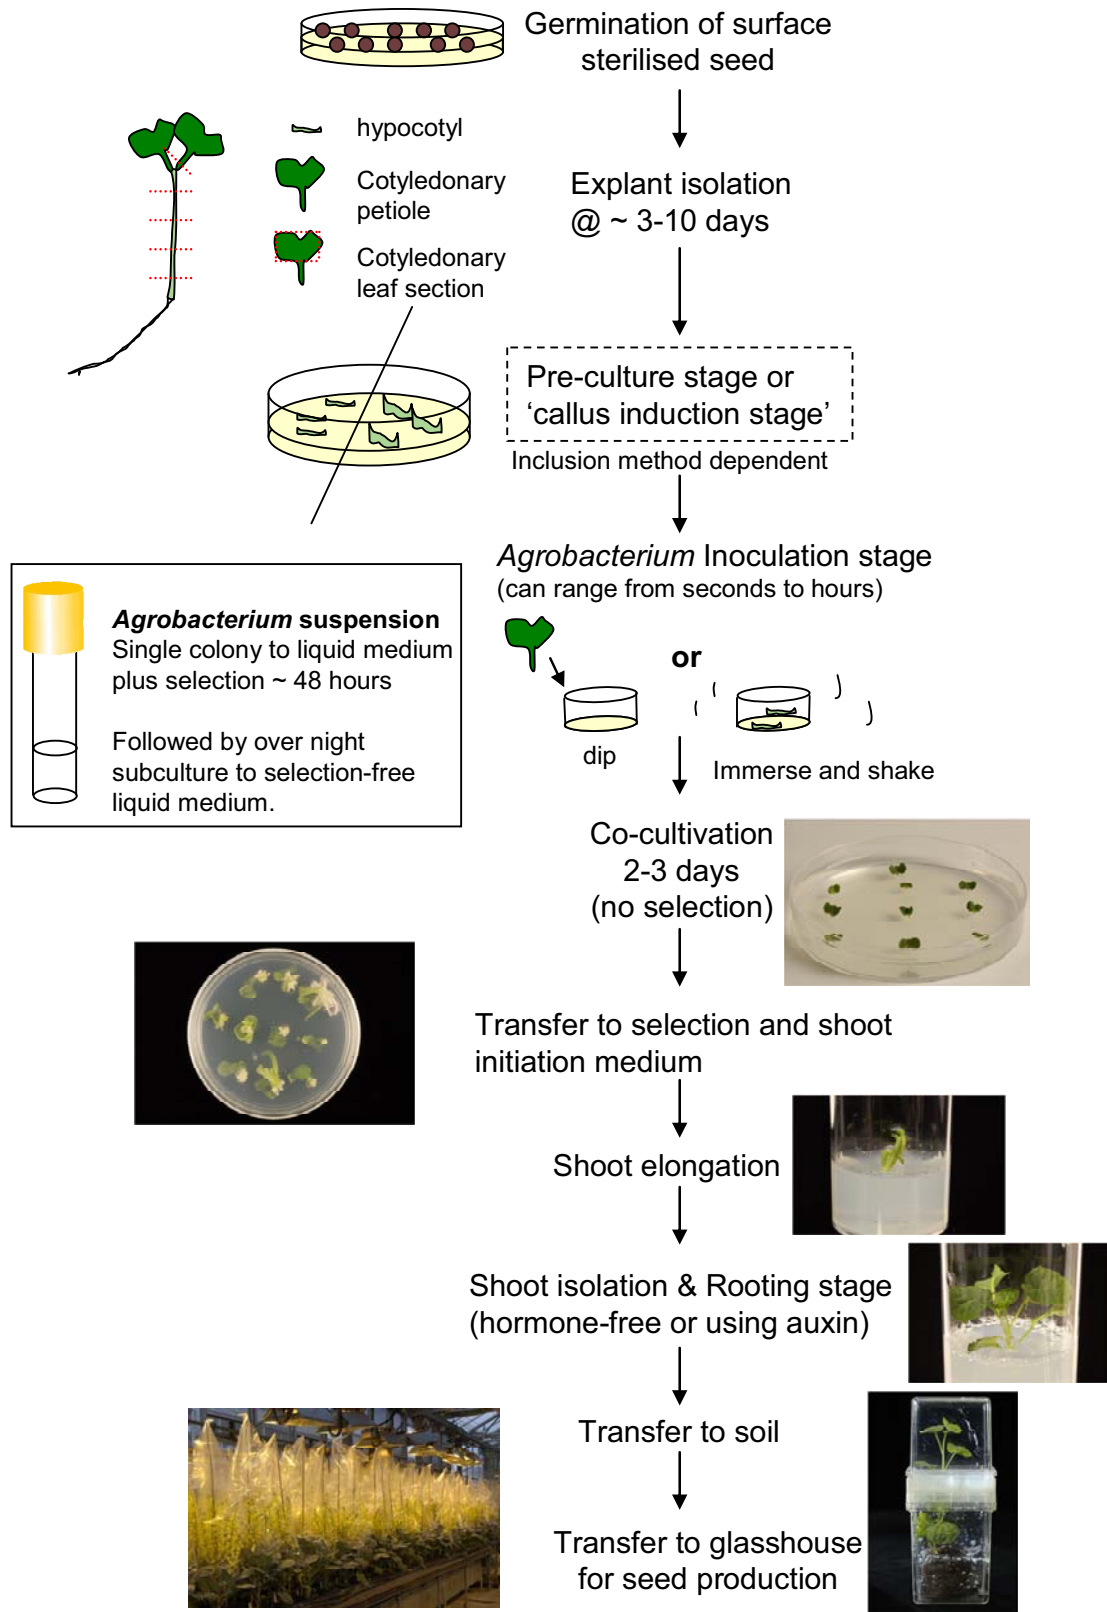 Germination of surface
sterilised seed
hypocotyl
Cotyledonary
petiole
Cotyledonary
leaf section
Explant isolation
@ ~ 3-10 days
Pre-culture stage or
‘callus induction stage’
Inclusion method dependent
Agrobacterium Inoculation stage
(can range from seconds to hours)
Agrobacterium suspension
Single colony to liquid medium
plus selection ~ 48 hours
Followed by over night
subculture to selection-free
liquid medium.
or
dip
Immerse and shake
Co-cultivation
2-3 days
(no selection)
Transfer to selection and shoot
initiation medium
Shoot elongation
Shoot isolation & Rooting stage
(hormone-free or using auxin)
Transfer to soil
Transfer to glasshouse
for seed production